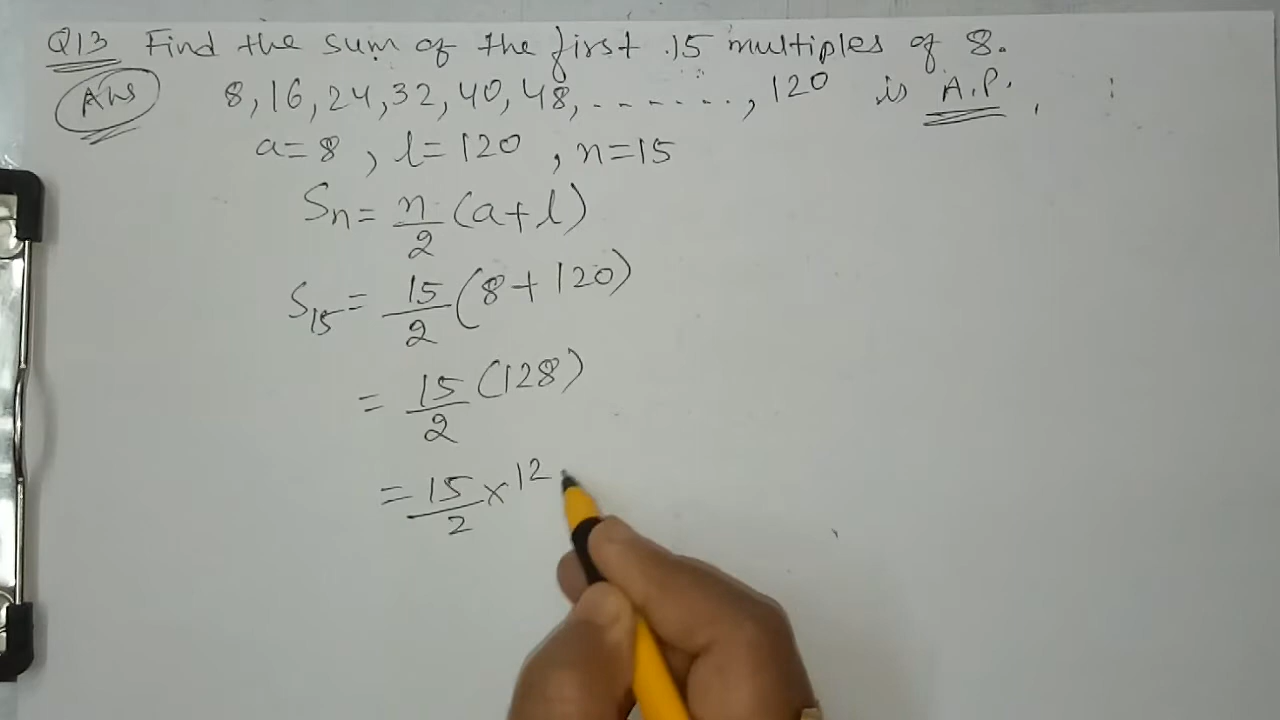 Q13 Find the sum of the first 15 multiples of 8.
Ans 8, 16, 24, 32, 40, 48, - - - - - - -, 120 is A.P.
a=8, l=120, n=15
Sn = n/2 (a+l)
S15 = 15/2 (8+120)
= 15/2 (128)
= 15/2 × 12